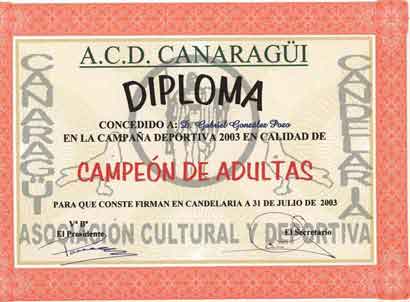 A.C.D. CANARAGÜI
DIPLOMA
CONCEDIDO A: D. Gabriel González Pozo
EN LA CAMPAÑA DEPORTIVA 2003 EN CALIDAD DE
CAMPEÓN DE ADULTAS
PARA QUE CONSTE FIRMAN EN CANDELARIA A 31 DE JULIO DE 2003
Vº Bº
El Presidente
El Secretario
CANARAGÜI
CANDELARIA
ASOCIACIÓN CULTURAL Y DEPORTIVA